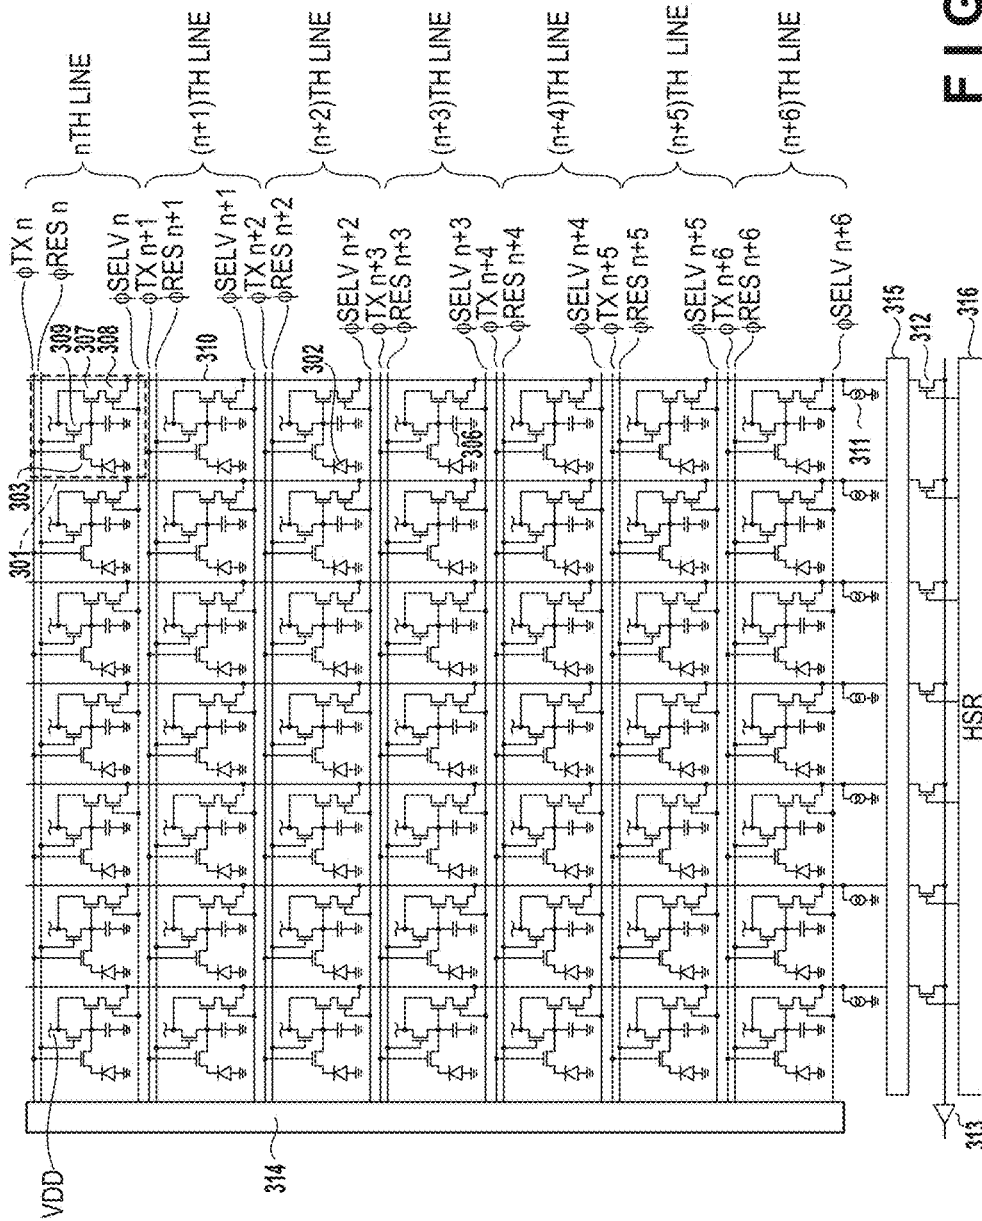 FIG
nTH LINE
(n+1)TH LINE
(n+2)TH LINE
(n+3)TH LINE
(n+4)TH LINE
(n+5)TH LINE
(n+6)TH LINE
ϕTX n
ϕRES n
ϕSELV n
ϕTX n+1
ϕRES n+1
ϕSELV n+1
ϕTX n+2
ϕRES n+2
ϕSELV n+2
ϕTX n+3
ϕRES n+3
ϕSELV n+3
ϕTX n+4
ϕRES n+4
ϕSELV n+4
ϕTX n+5
ϕRES n+5
ϕSELV n+5
ϕTX n+6
ϕRES n+6
ϕSELV n+6
309
307
308
310
302
306
303
301
315
312
316
311
HSR
VDD
314
313